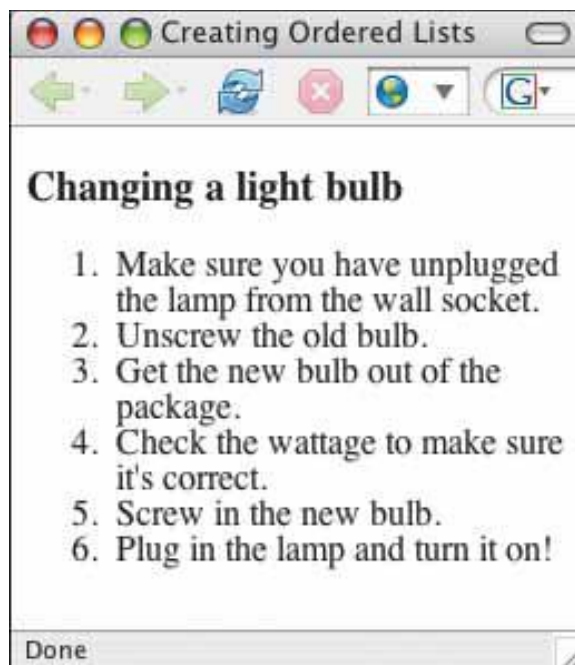 Creating Ordered Lists
G
Changing a light bulb
1. Make sure you have unplugged
the lamp from the wall socket.
2. Unscrew the old bulb.
3. Get the new bulb out of the
package.
4. Check the wattage to make sure
it's correct.
5. Screw in the new bulb.
6. Plug in the lamp and turn it on!
Done